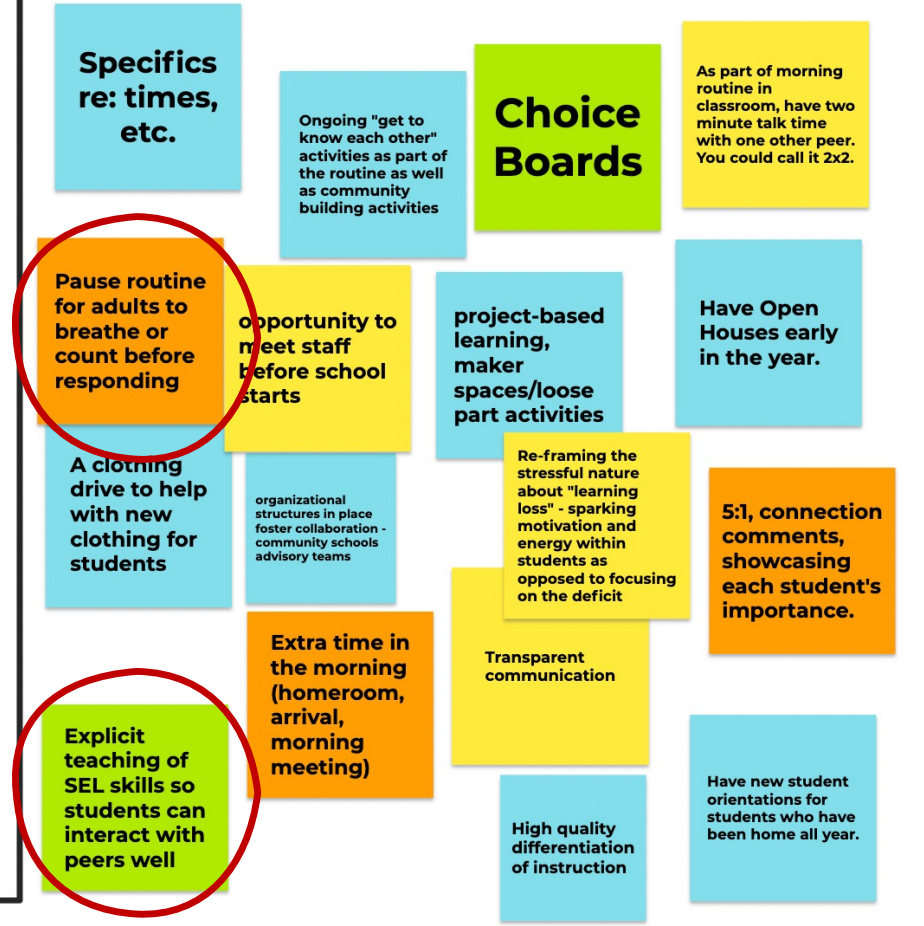 Specifics
re: times,
etc.
Ongoing "get to
know each other"
activities as part of
the routine as well
as community
building activities
Choice
Boards
As part of morning
routine in
classroom, have two
minute talk time
with one other peer.
You could call it 2x2.
Pause routine
for adults to
breathe or
count before
responding
opportunity to
meet staff
before school
starts
project-based
learning,
maker
spaces/loose
part activities
Have Open
Houses early
in the year.
A clothing
drive to help
with new
clothing for
students
organizational
structures in place
foster collaboration -
community schools
advisory teams
Re-framing the
stressful nature
about "learning
loss" - sparking
motivation and
energy within
students as
opposed to focusing
on the deficit
5:1, connection
comments,
showcasing
each student's
importance.
Extra time in
the morning
(homeroom,
arrival,
morning
meeting)
Transparent
communication
Explicit
teaching of
SEL skills so
students can
interact with
peers well
High quality
differentiation
of instruction
Have new student
orientations for
students who have
been home all year.